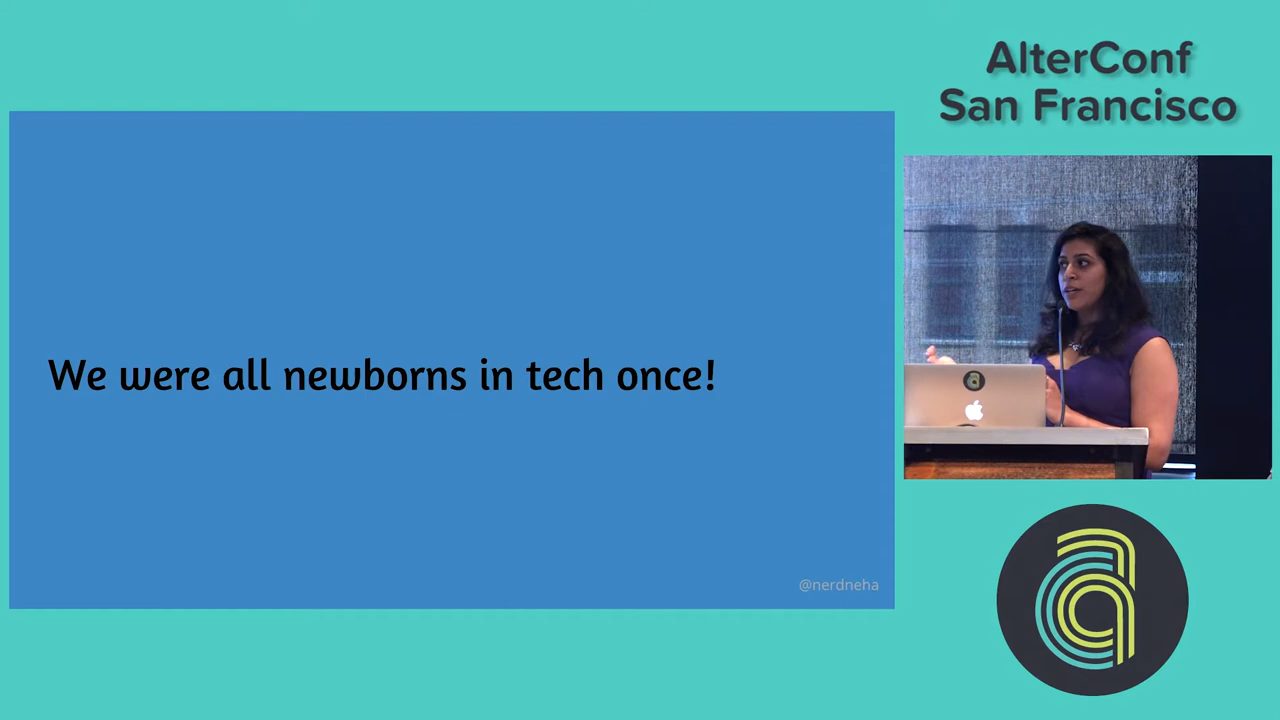 AlterConf
San Francisco
We were all newborns in tech once!
@nerdneha